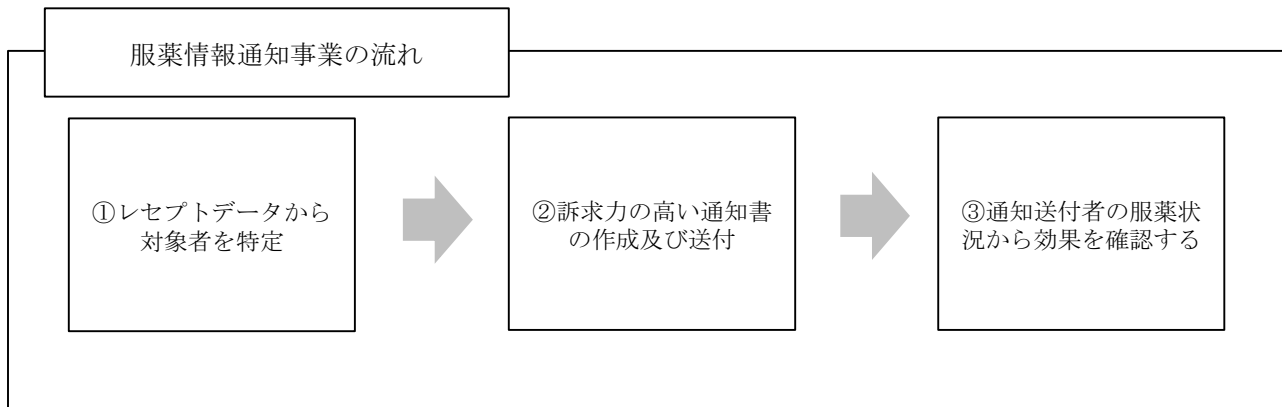 服薬情報通知事業の流れ
①レセプトデータから
対象者を特定
②訴求力の高い通知書
の作成及び送付
③通知送付者の服薬状
況から効果を確認する